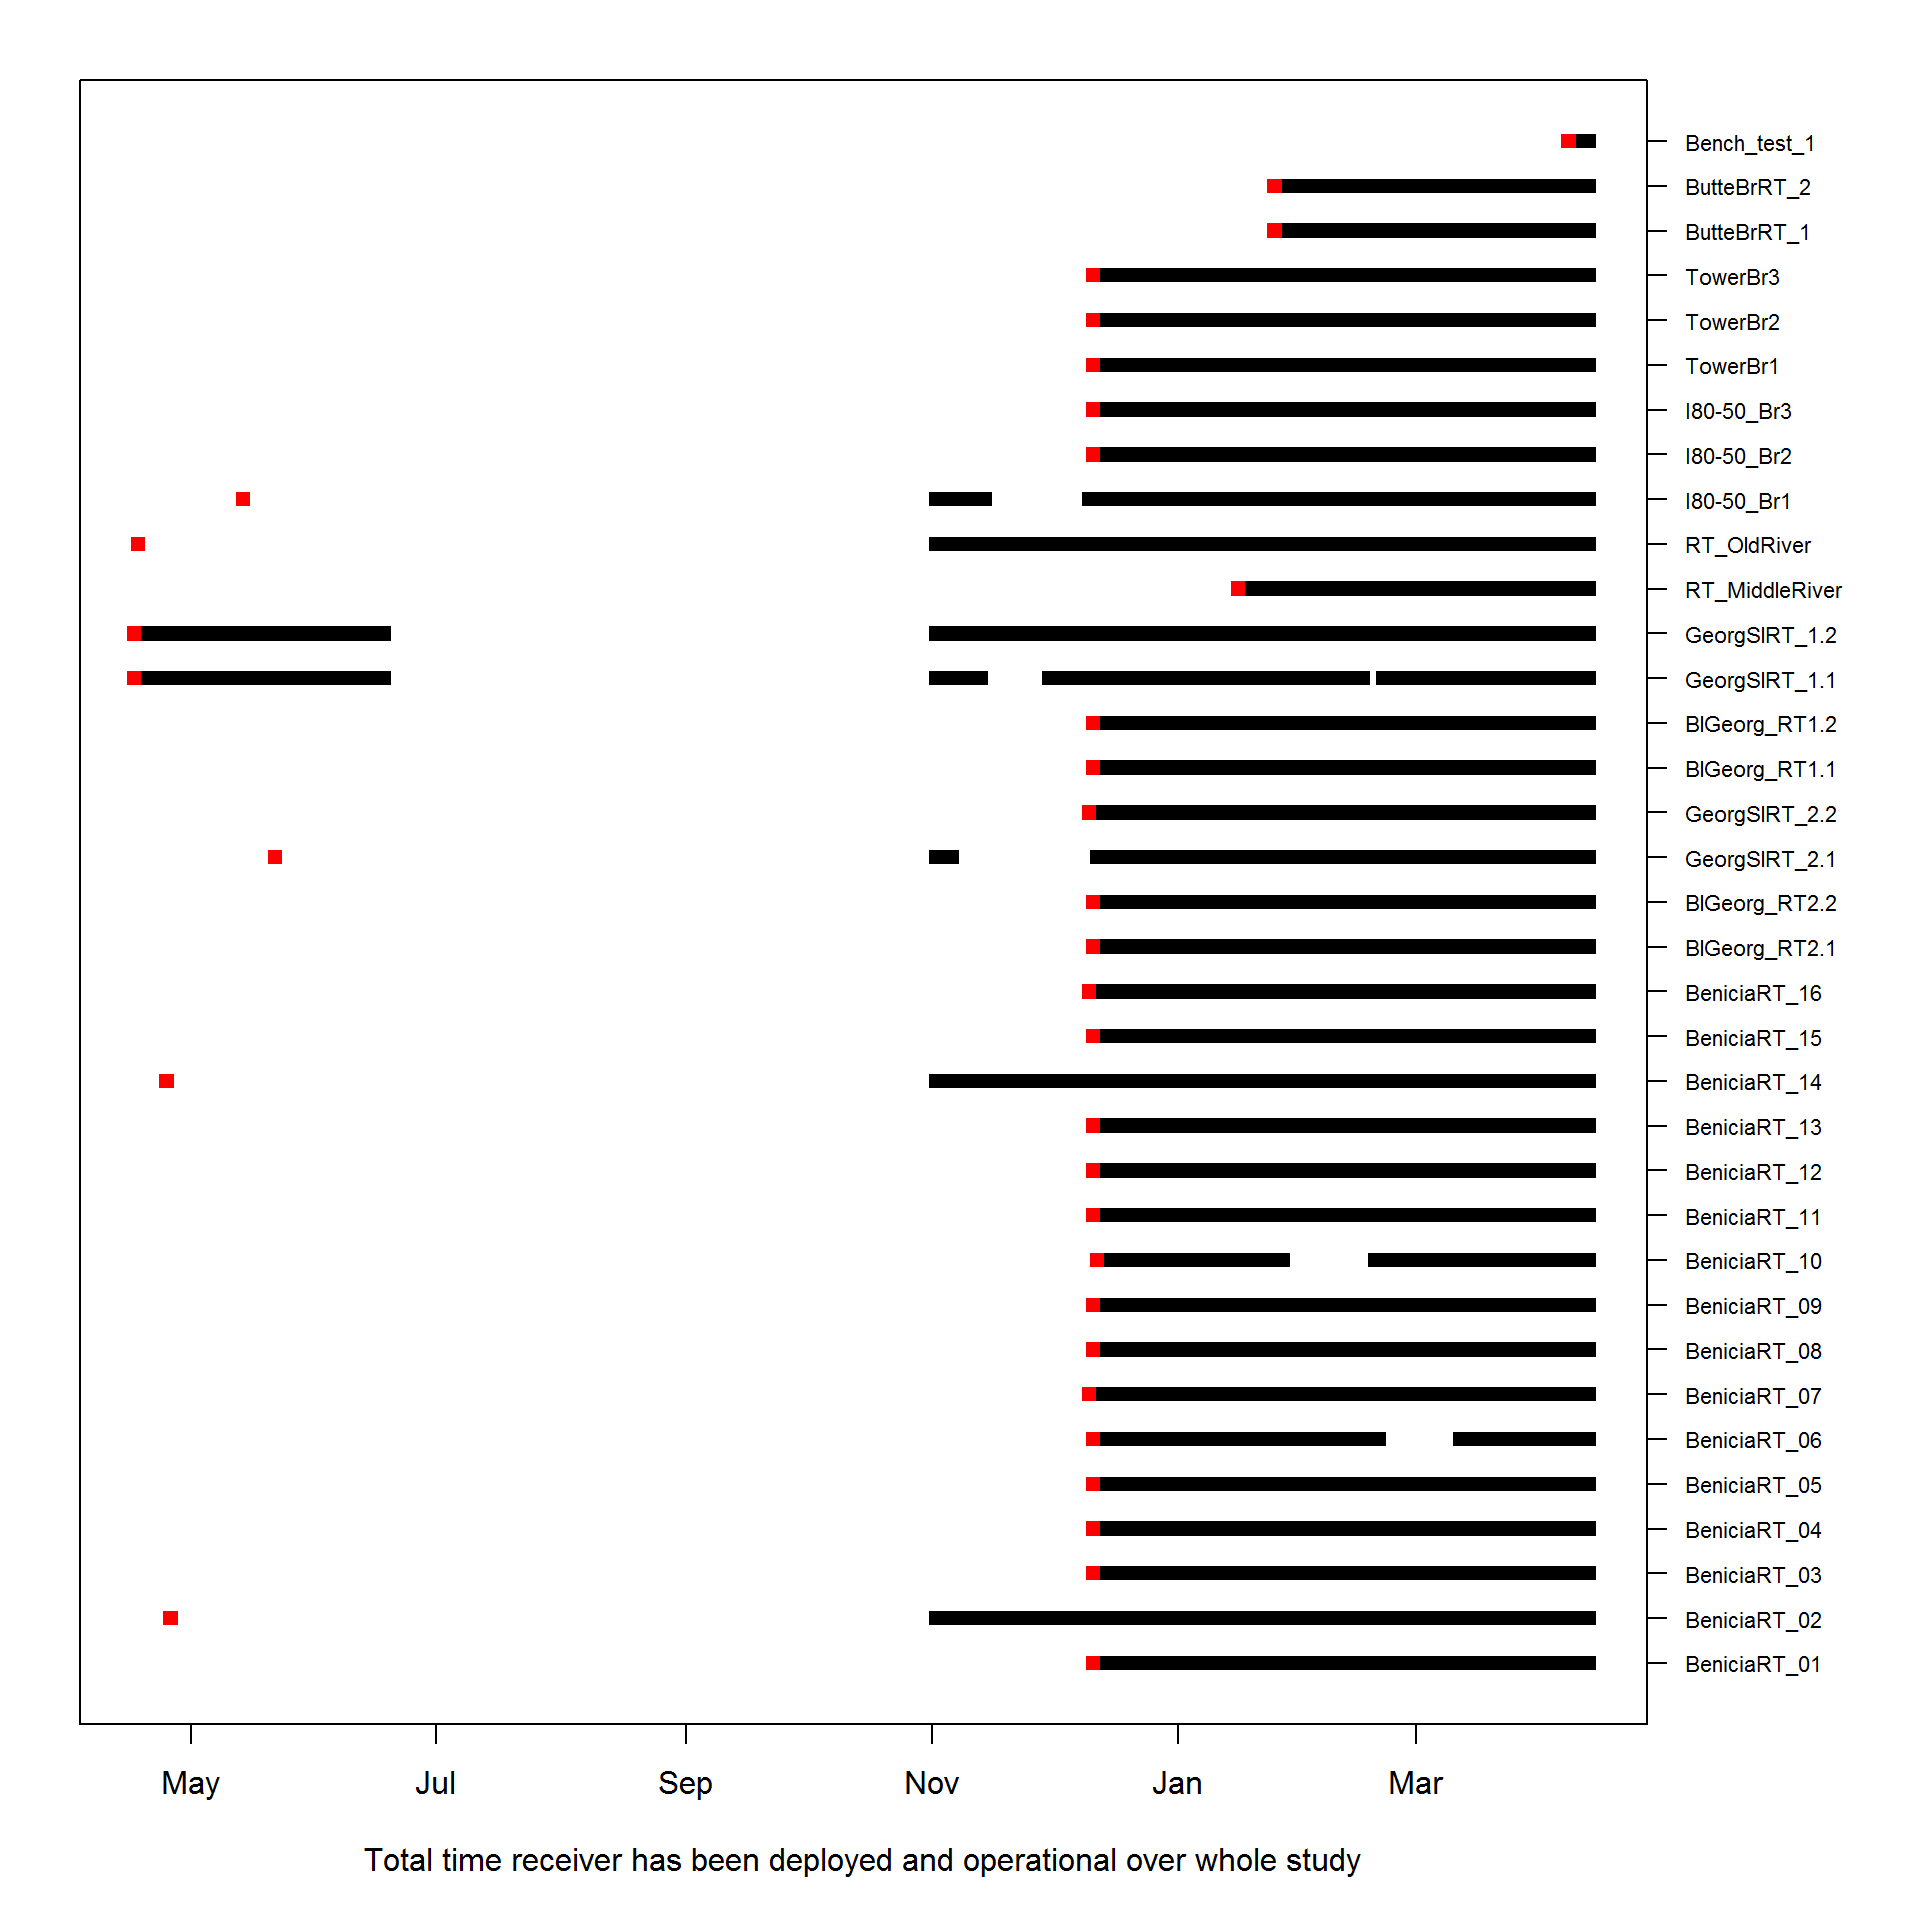 Bench_test_1
ButteBrRT_2
ButteBrRT_1
TowerBr3
TowerBr2
TowerBr1
I80-50_Br3
I80-50_Br2
I80-50_Br1
RT_OldRiver
RT_MiddleRiver
GeorgSlRT_1.2
GeorgSlRT_1.1
BlGeorg_RT1.2
BlGeorg_RT1.1
GeorgSlRT_2.2
GeorgSlRT_2.1
BlGeorg_RT2.2
BlGeorg_RT2.1
BeniciaRT_16
BeniciaRT_15
BeniciaRT_14
BeniciaRT_13
BeniciaRT_12
BeniciaRT_11
BeniciaRT_10
BeniciaRT_09
BeniciaRT_08
BeniciaRT_07
BeniciaRT_06
BeniciaRT_05
BeniciaRT_04
BeniciaRT_03
BeniciaRT_02
BeniciaRT_01
May Jul Sep Nov Jan Mar
Total time receiver has been deployed and operational over whole study